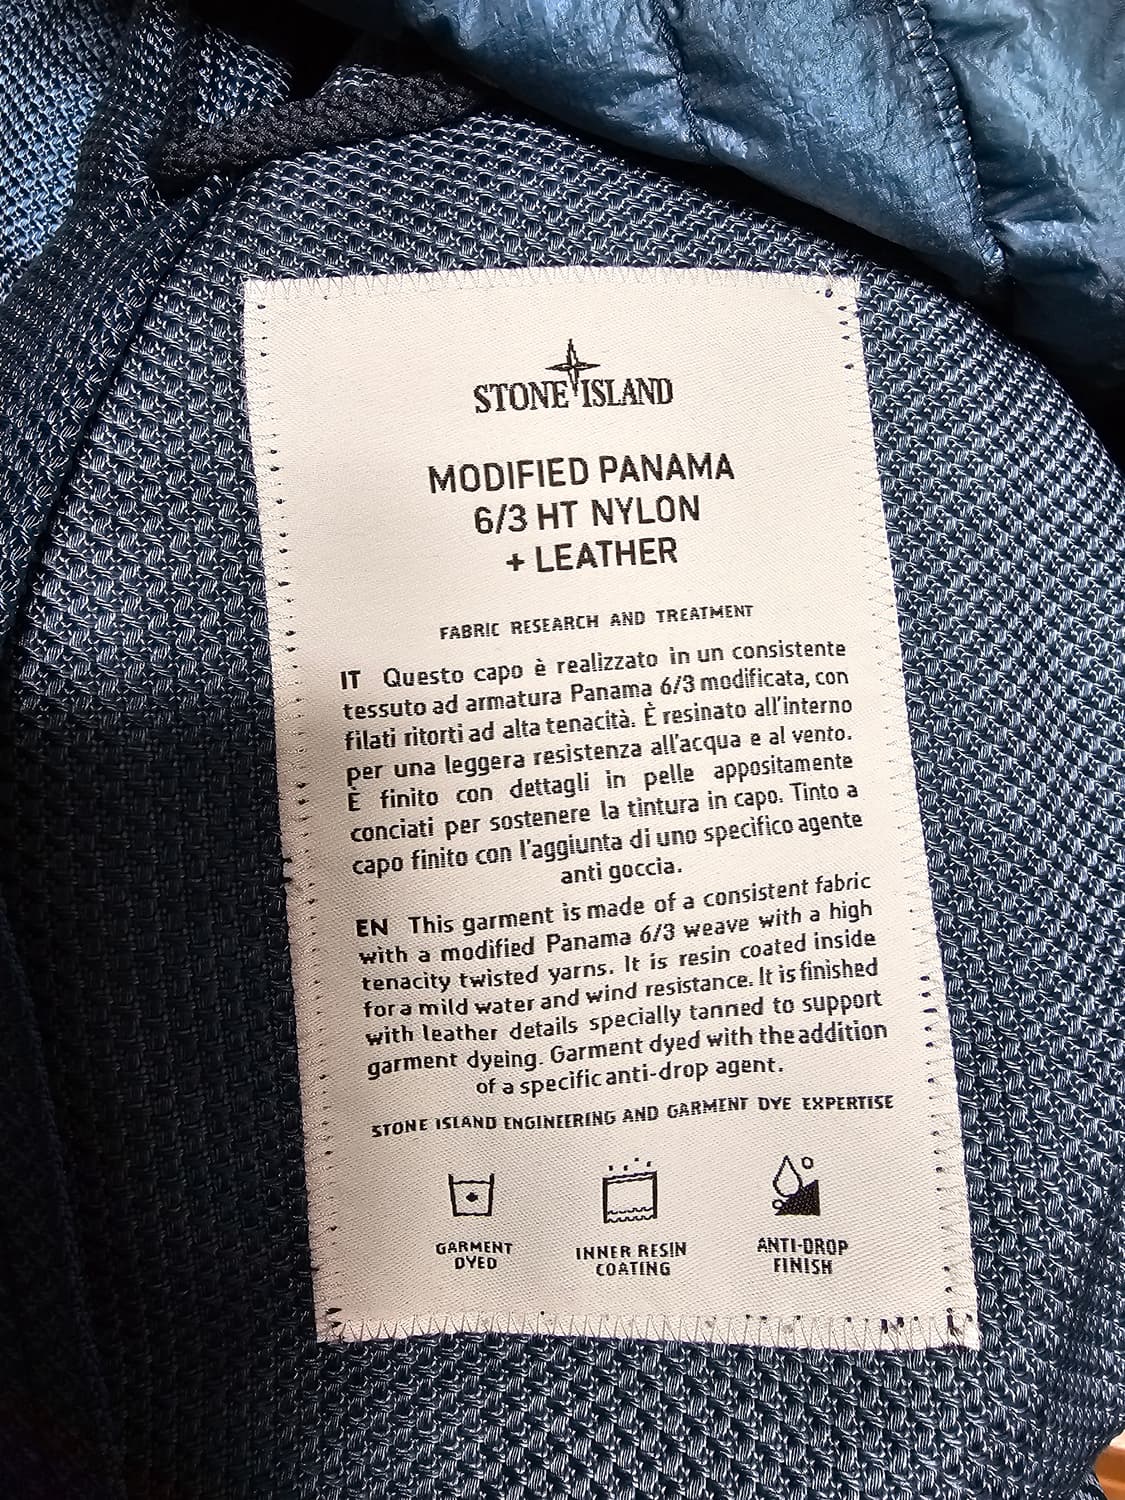 STONE ISLAND
MODIFIED PANAMA
6/3 HT NYLON
+ LEATHER
FABRIC RESEARCH AND TREATMENT
IT Questo capo è realizzato in un consistente
tessuto ad armatura Panama 6/3 modificata, con
filati ritorti ad alta tenacità. È resinato all'interno
per una leggera resistenza all'acqua e al vento.
È finito con dettagli in pelle appositamente
conciati per sostenere la tintura in capo. Tinto a
capo finito con l'aggiunta di uno specifico agente
anti goccia.
EN This garment is made of a consistent fabric
with a modified Panama 6/3 weave with a high
tenacity twisted yarns. It is resin coated inside
for a mild water and wind resistance. It is finished
with leather details specially tanned to support
garment dyeing. Garment dyed with the addition
of a specific anti-drop agent.
STONE ISLAND ENGINEERING AND GARMENT DYE EXPERTISE
GARMENT
DYED
INNER RESIN
COATING
ANTI-DROP
FINISH